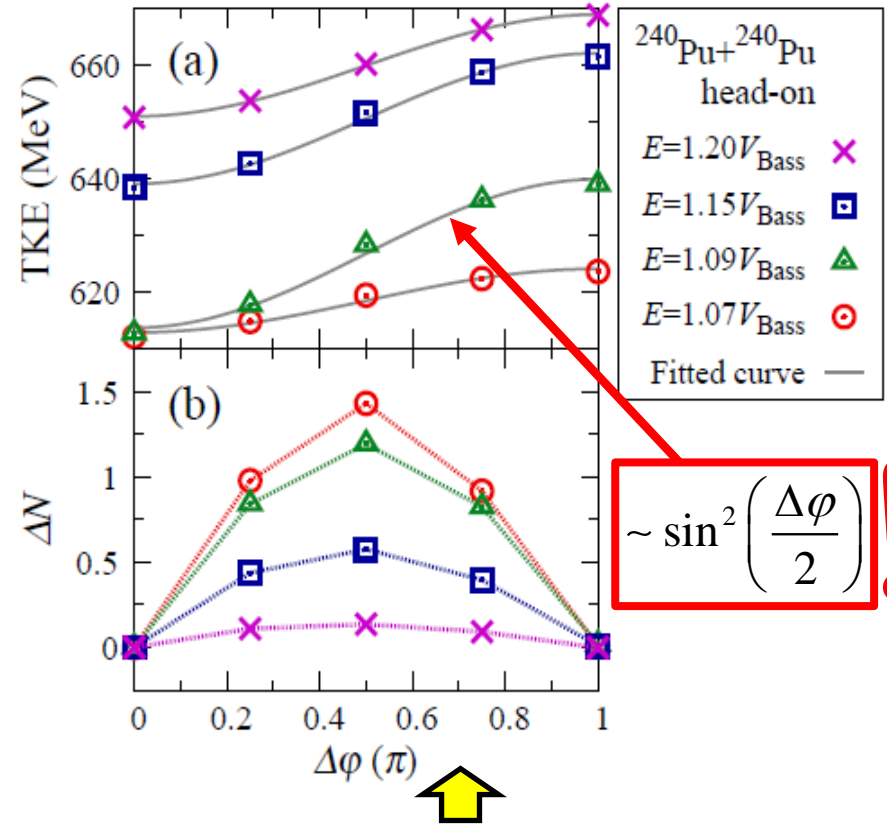 (a)
TKE (MeV)
660
640
620
²⁴⁰Pu+²⁴⁰Pu
head-on
E=1.20V_Bass
E=1.15V_Bass
E=1.09V_Bass
E=1.07V_Bass
Fitted curve
(b)
ΔN
1.5
1
0.5
0
~ sin²(Δφ/2)
0 0.2 0.4 0.6 0.8 1
Δφ (π)